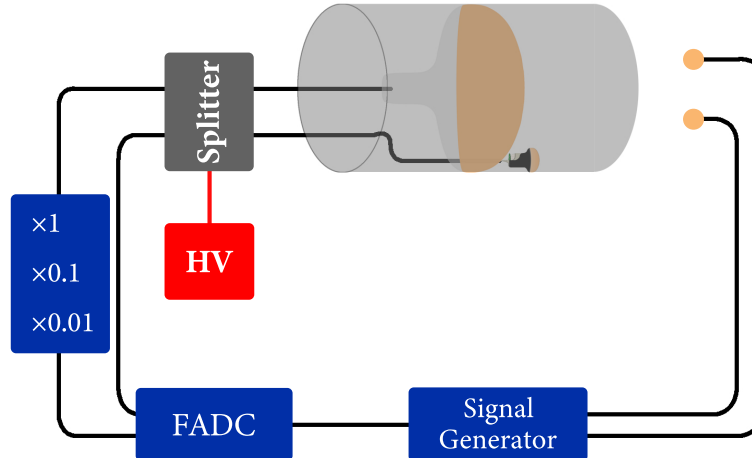 Splitter
HV
×1
×0.1
×0.01
FADC
Signal
Generator